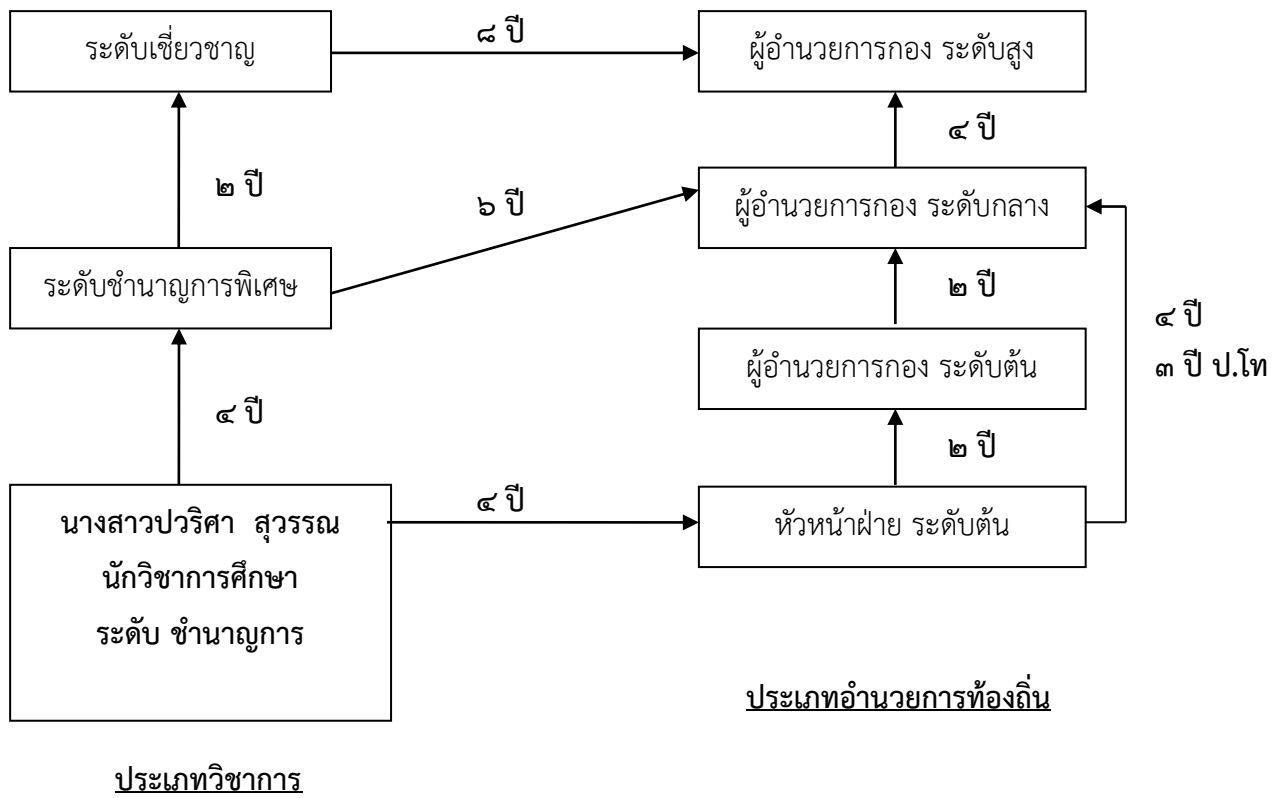 ระดับเชี่ยวชาญ
๘ ปี
ผู้อำนวยการกอง ระดับสูง
๔ ปี
๒ ปี
๖ ปี
ผู้อำนวยการกอง ระดับกลาง
ระดับชำนาญการพิเศษ
๒ ปี
๔ ปี
๓ ปี ป.โท
ผู้อำนวยการกอง ระดับต้น
๔ ปี
๒ ปี
๔ ปี
นางสาวปวริศา สุวรรณ
นักวิชาการศึกษา
ระดับ ชำนาญการ
หัวหน้าฝ่าย ระดับต้น
ประเภทอำนวยการท้องถิ่น
ประเภทวิชาการ